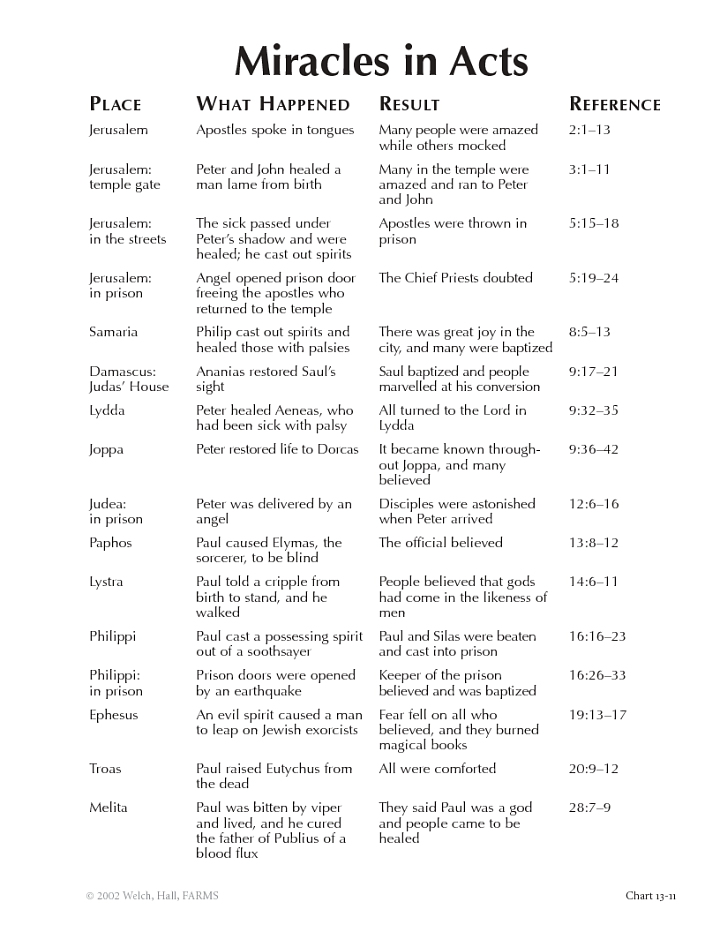 Miracles in Acts
Place What Happened Result Reference
Jerusalem Apostles spoke in tongues Many people were amazed 2:1–13
while others mocked
Jerusalem: Peter and John healed a Many in the temple were 3:1–11
temple gate man lame from birth amazed and ran to Peter
and John
Jerusalem: The sick passed under Apostles were thrown in 5:15–18
in the streets Peter's shadow and were prison
healed; he cast out spirits
Jerusalem: Angel opened prison door The Chief Priests doubted 5:19–24
in prison freeing the apostles who
returned to the temple
Samaria Philip cast out spirits and There was great joy in the 8:5–13
healed those with palsies city, and many were baptized
Damascus: Ananias restored Saul's Saul baptized and people 9:17–21
Judas' House sight marvelled at his conversion
Lydda Peter healed Aeneas, who All turned to the Lord in 9:32–35
had been sick with palsy Lydda
Joppa Peter restored life to Dorcas It became known through- 9:36–42
out Joppa, and many
believed
Judea: Peter was delivered by an Disciples were astonished 12:6–16
in prison angel when Peter arrived
Paphos Paul caused Elymas, the The official believed 13:8–12
sorcerer, to be blind
Lystra Paul told a cripple from People believed that gods 14:6–11
birth to stand, and he had come in the likeness of
walked men
Philippi Paul cast a possessing spirit Paul and Silas were beaten 16:16–23
out of a soothsayer and cast into prison
Philippi: Prison doors were opened Keeper of the prison 16:26–33
in prison by an earthquake believed and was baptized
Ephesus An evil spirit caused a man Fear fell on all who 19:13–17
to leap on Jewish exorcists believed, and they burned
magical books
Troas Paul raised Eutychus from All were comforted 20:9–12
the dead
Melita Paul was bitten by viper They said Paul was a god 28:7–9
and lived, and he cured and people came to be
the father of Publius of a healed
blood flux
© 2002 Welch, Hall, FARMS Chart 13-11